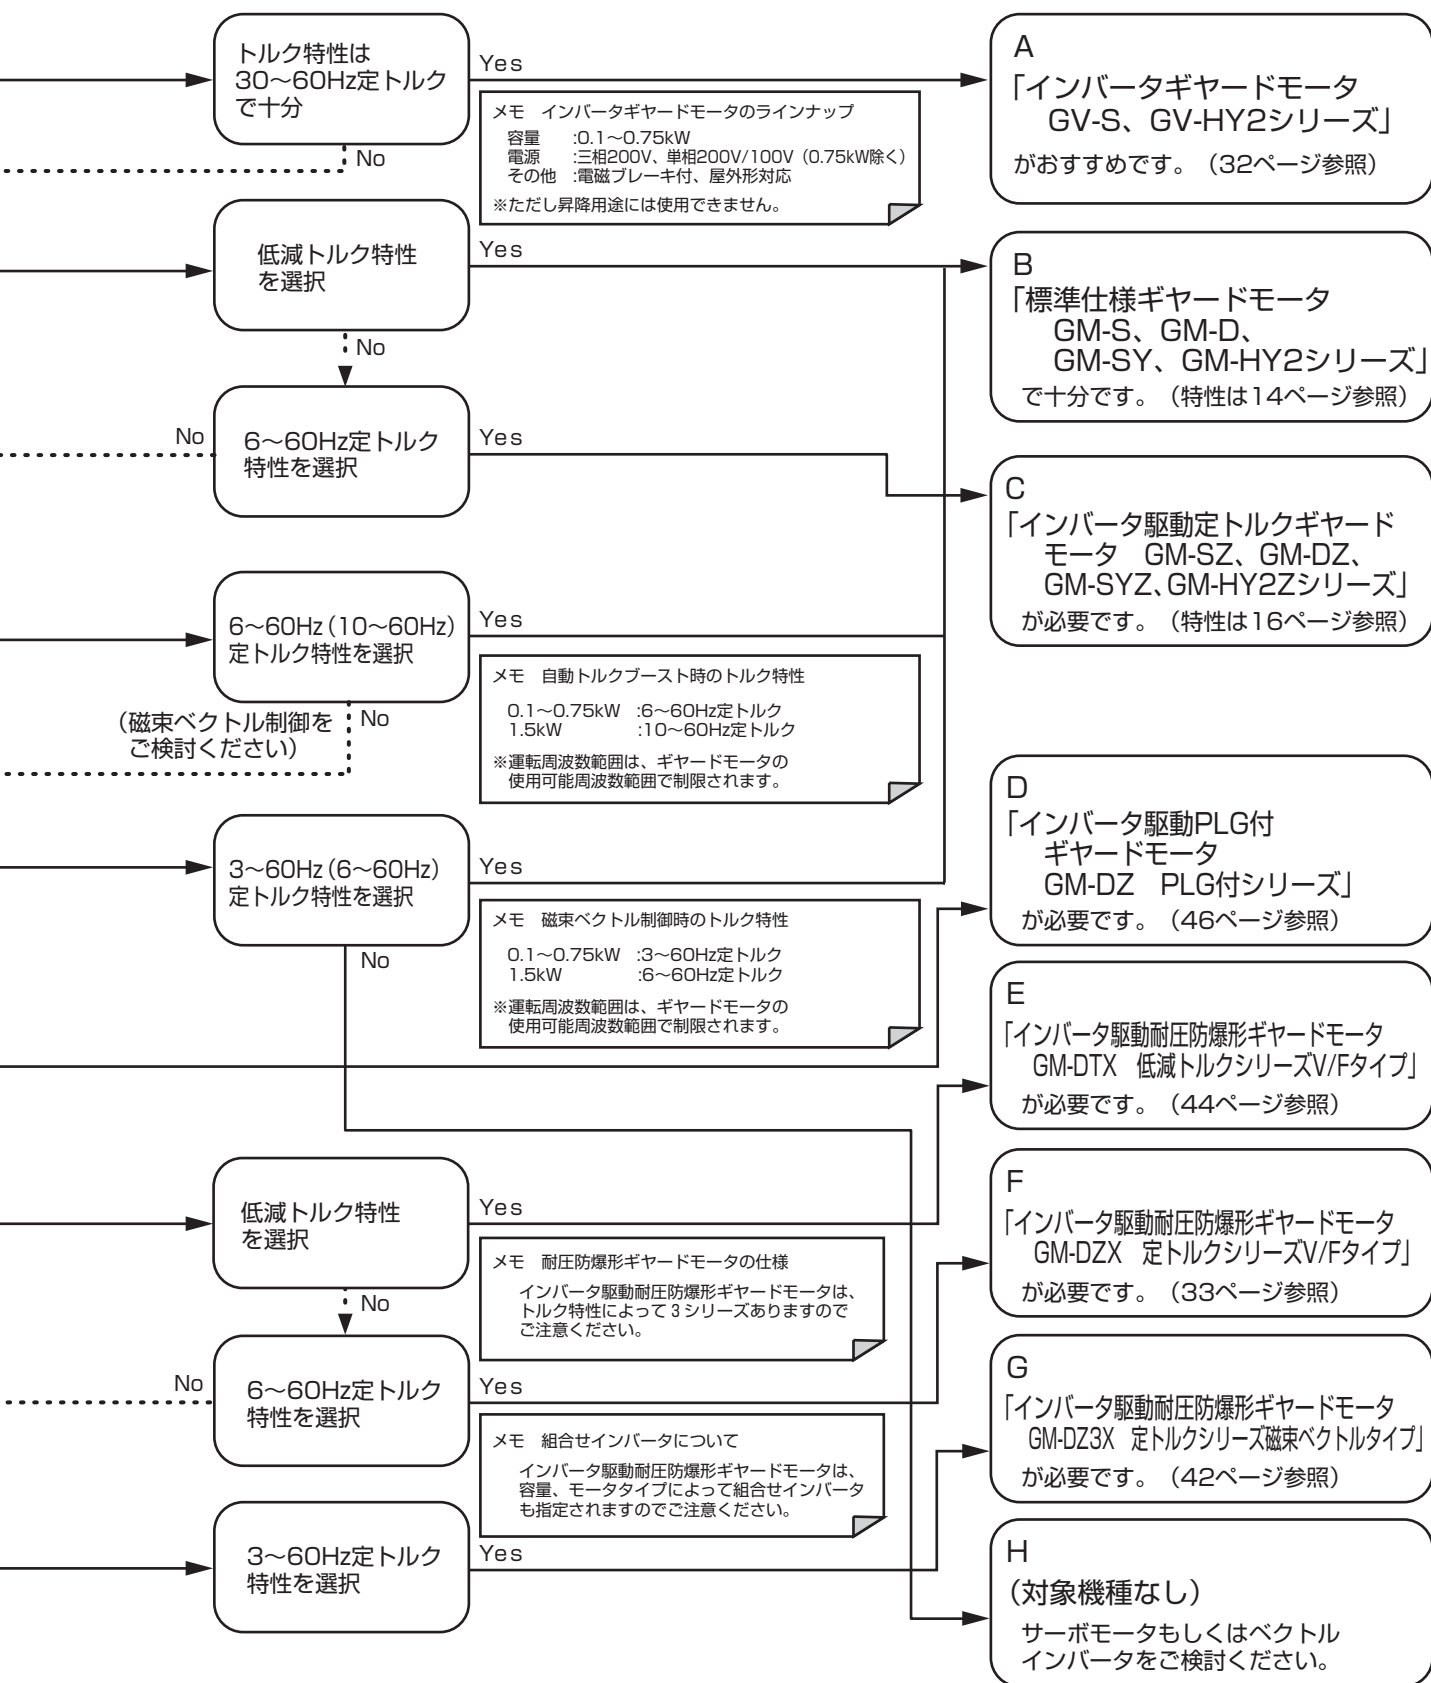 トルク特性は
30〜60Hz定トルク
で十分
Yes
No
メモ　インバータギヤードモータのラインナップ
容量　　:0.1〜0.75kW
電源　　:三相200V、単相200V/100V（0.75kW除く）
その他　:電磁ブレーキ付、屋外形対応
※ただし昇降用途には使用できません。
A
「インバータギヤードモータ
GV-S、GV-HY2シリーズ」
がおすすめです。（32ページ参照）
低減トルク特性
を選択
Yes
No
B
「標準仕様ギヤードモータ
GM-S、GM-D、
GM-SY、GM-HY2シリーズ」
で十分です。（特性は14ページ参照）
No
6〜60Hz定トルク
特性を選択
Yes
C
「インバータ駆動定トルクギヤード
モータ　GM-SZ、GM-DZ、
GM-SYZ、GM-HY2Zシリーズ」
が必要です。（特性は16ページ参照）
6〜60Hz（10〜60Hz）
定トルク特性を選択
Yes
（磁束ベクトル制御を
ご検討ください）
No
メモ　自動トルクブースト時のトルク特性
0.1〜0.75kW　:6〜60Hz定トルク
1.5kW　:10〜60Hz定トルク
※運転周波数範囲は、ギヤードモータの
使用可能周波数範囲で制限されます。
D
「インバータ駆動PLG付
ギヤードモータ
GM-DZ　PLG付シリーズ」
が必要です。（46ページ参照）
3〜60Hz（6〜60Hz）
定トルク特性を選択
Yes
No
メモ　磁束ベクトル制御時のトルク特性
0.1〜0.75kW　:3〜60Hz定トルク
1.5kW　:6〜60Hz定トルク
※運転周波数範囲は、ギヤードモータの
使用可能周波数範囲で制限されます。
E
「インバータ駆動耐圧防爆形ギヤードモータ
GM-DTX　低減トルクシリーズV/Fタイプ」
が必要です。（44ページ参照）
低減トルク特性
を選択
Yes
No
メモ　耐圧防爆形ギヤードモータの仕様
インバータ駆動耐圧防爆形ギヤードモータは、
トルク特性によって３シリーズありますので
ご注意ください。
F
「インバータ駆動耐圧防爆形ギヤードモータ
GM-DZX　定トルクシリーズV/Fタイプ」
が必要です。（33ページ参照）
No
6〜60Hz定トルク
特性を選択
Yes
メモ　組合せインバータについて
インバータ駆動耐圧防爆形ギヤードモータは、
容量、モータタイプによって組合せインバータ
も指定されますのでご注意ください。
G
「インバータ駆動耐圧防爆形ギヤードモータ
GM-DZ3X　定トルクシリーズ磁束ベクトルタイプ」
が必要です。（42ページ参照）
3〜60Hz定トルク
特性を選択
Yes
H
（対象機種なし）
サーボモータもしくはベクトル
インバータをご検討ください。